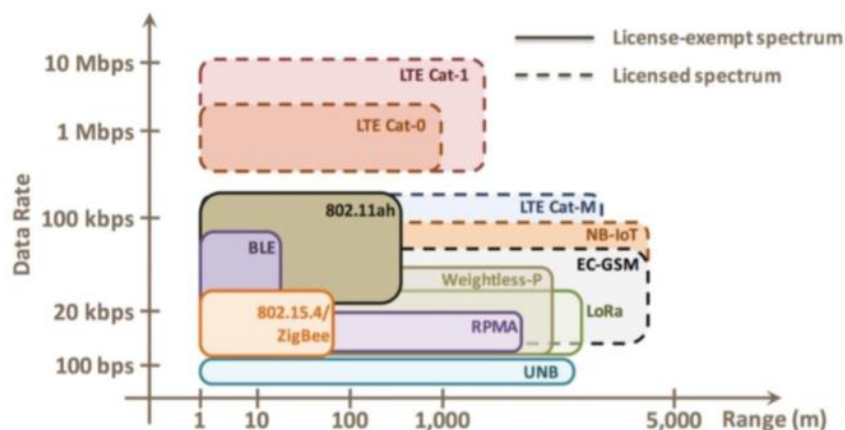 License-exempt spectrum
Licensed spectrum
Data Rate
10 Mbps
1 Mbps
100 kbps
20 kbps
100 bps
LTE Cat-1
LTE Cat-0
802.11ah
LTE Cat-M
NB-IoT
BLE
EC-GSM
Weightless-P
802.15.4/
ZigBee
RPMA
LoRa
UNB
1 10 100 1,000 5,000 Range (m)